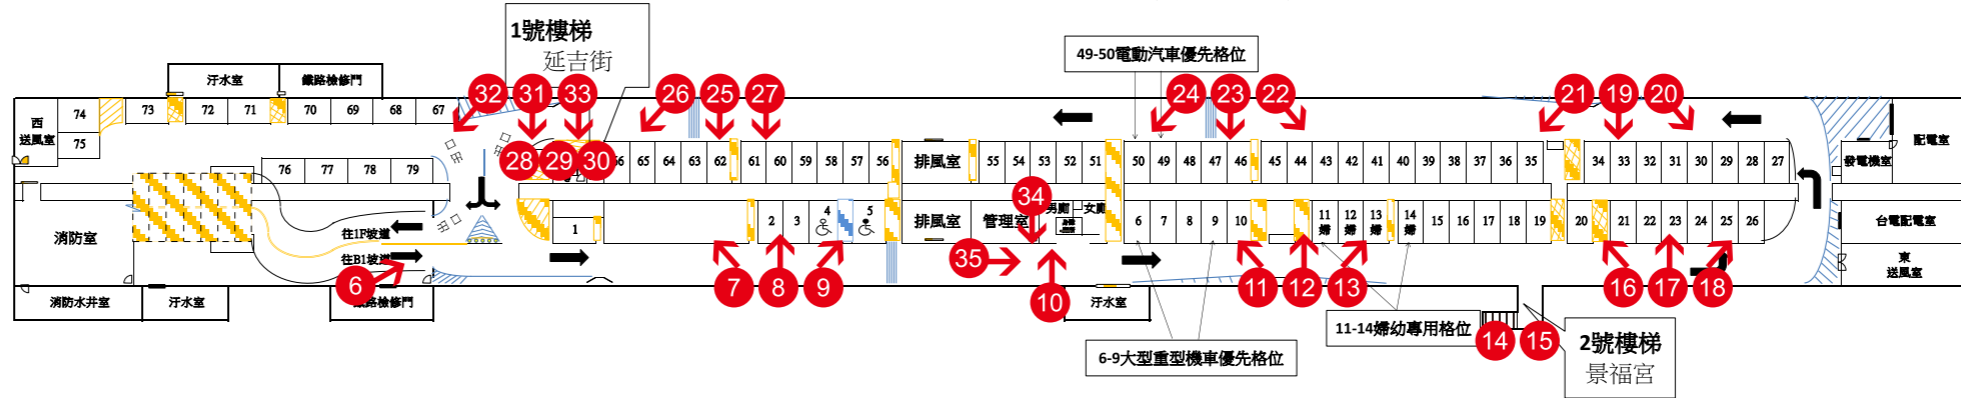 1號樓梯
延吉街
49-50電動汽車優先格位
汙水室
鐵路檢修門
32 31 33 26 25 27 24 23 22 21 19 20
西
送風室
74
75
73 72 71 70 69 68 67
配電室
發電機室
28 29 30
66 65 64 63 62 61 60 59 58 57 56
排風室
55 54 53 52 51
50 49 48 47 46 45 44 43 42 41 40 39 38 37 36 35
34 33 32 31 30 29 28 27
76 77 78 79
34
消防室
往1F坡道
往B1坡道
1
2 3 4 5
排風室
管理室
男廁
女廁
6 7 8 9 10
11
婦
12
婦
13
婦
14
婦
15 16 17 18 19 20 21 22 23 24 25 26
台電配電室
東
送風室
6 7 8 9 35 10 11 12 13 16 17 18
消防水井室
汙水室
鐵路檢修門
汙水室
11-14婦幼專用格位
14 15
6-9大型重型機車優先格位
2號樓梯
景福宮